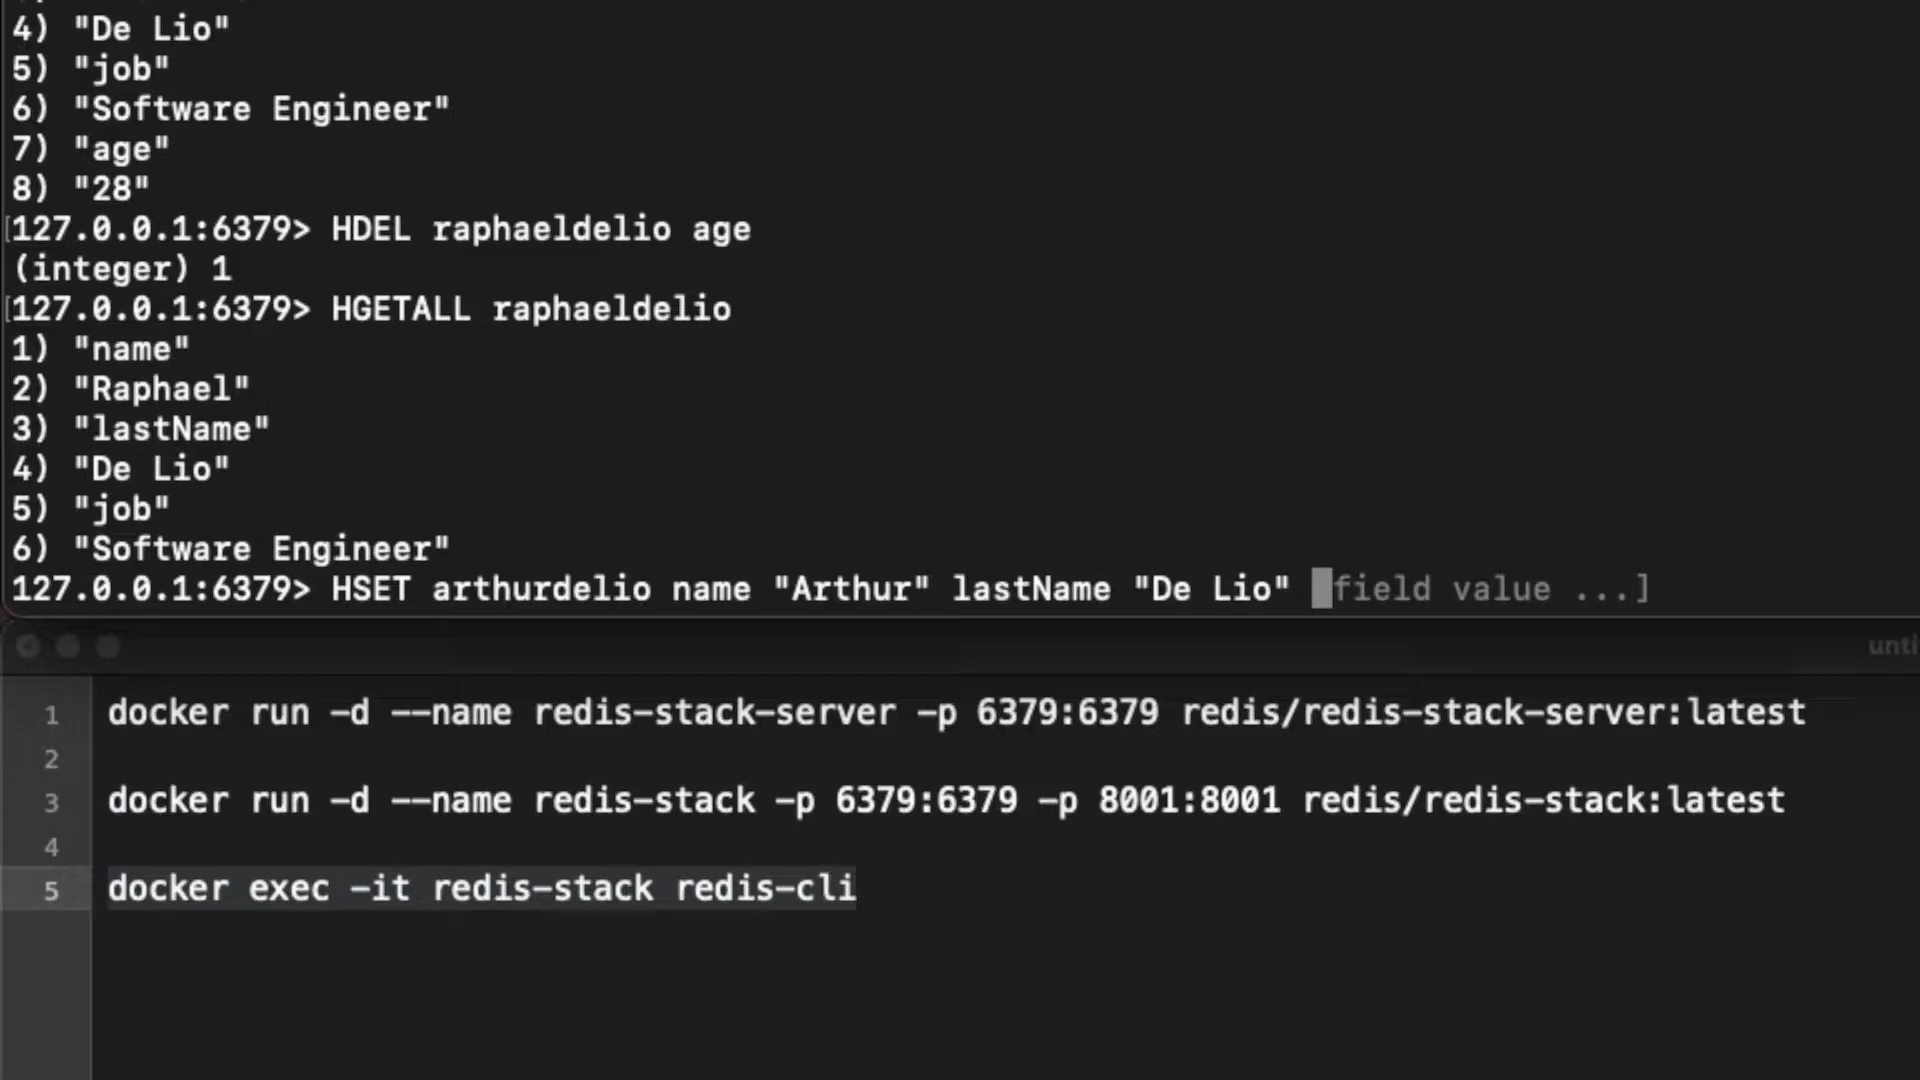 4) "De Lio"
5) "job"
6) "Software Engineer"
7) "age"
8) "28"
[127.0.0.1:6379> HDEL raphaeldelio age
(integer) 1
[127.0.0.1:6379> HGETALL raphaeldelio
1) "name"
2) "Raphael"
3) "lastName"
4) "De Lio"
5) "job"
6) "Software Engineer"
127.0.0.1:6379> HSET arthurdelio name "Arthur" lastName "De Lio" field value ...]
unti
1 docker run -d --name redis-stack-server -p 6379:6379 redis/redis-stack-server:latest
2
3 docker run -d --name redis-stack -p 6379:6379 -p 8001:8001 redis/redis-stack:latest
4
5 docker exec -it redis-stack redis-cli